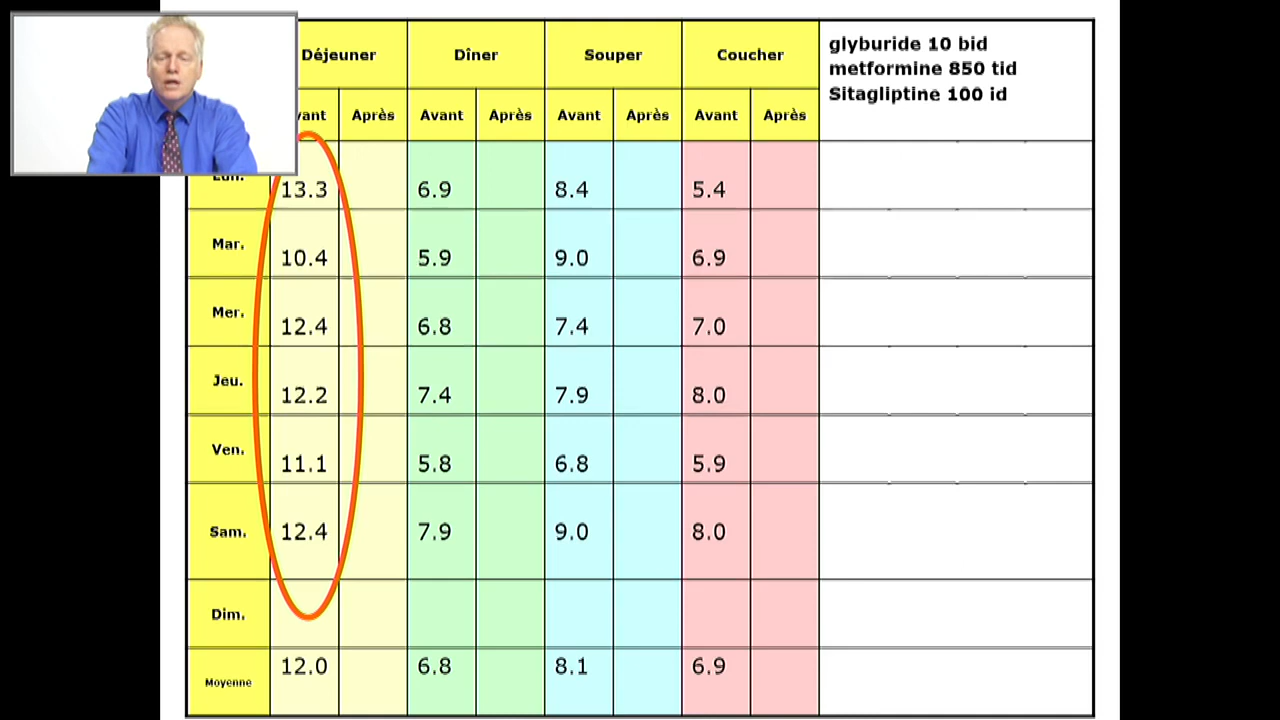 Déjeuner Dîner Souper Coucher
glyburide 10 bid
metformine 850 tid
Sitagliptine 100 id
Après Avant Après Avant Après Avant Après
13.3 6.9 8.4 5.4
Mar. 10.4 5.9 9.0 6.9
Mer. 12.4 6.8 7.4 7.0
Jeu. 12.2 7.4 7.9 8.0
Ven. 11.1 5.8 6.8 5.9
Sam. 12.4 7.9 9.0 8.0
Dim.
Moyenne 12.0 6.8 8.1 6.9